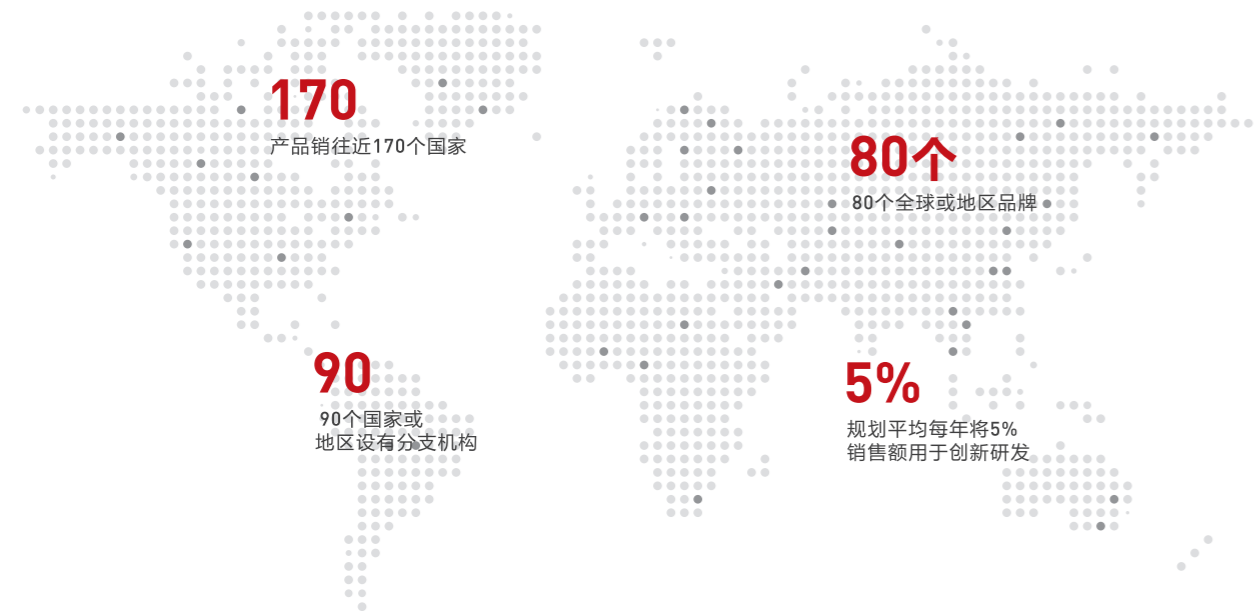 170
产品销往近170个国家
80个
80个全球或地区品牌
90
90个国家或
地区设有分支机构
5%
规划平均每年将5%
销售额用于创新研发